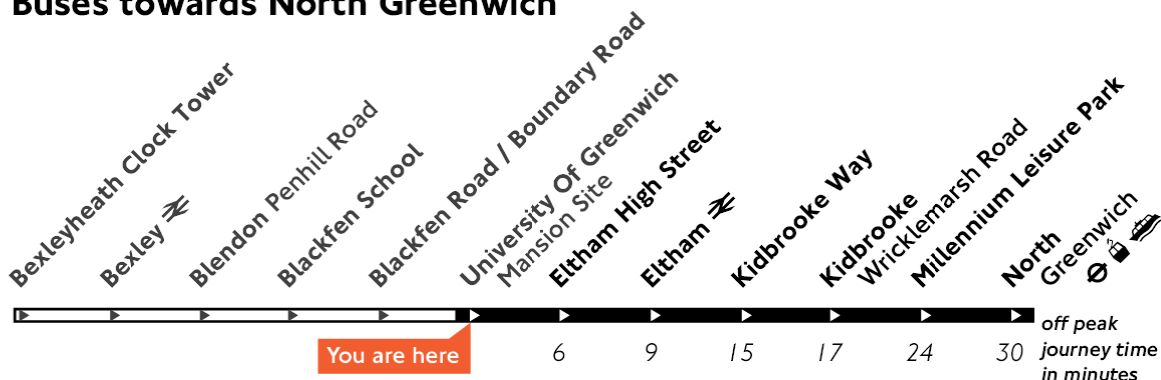 Buses towards North Greenwich
Bexleyheath Clock Tower
Bexley
Blendon Penhill Road
Blackfen School
Blackfen Road / Boundary Road
University Of Greenwich
Mansion Site
Eltham High Street
Eltham
Kidbrooke Way
Kidbrooke
Wricklemarsh Road
Millennium Leisure Park
North
Greenwich
You are here
6 9 15 17 24 30
off peak
journey time
in minutes